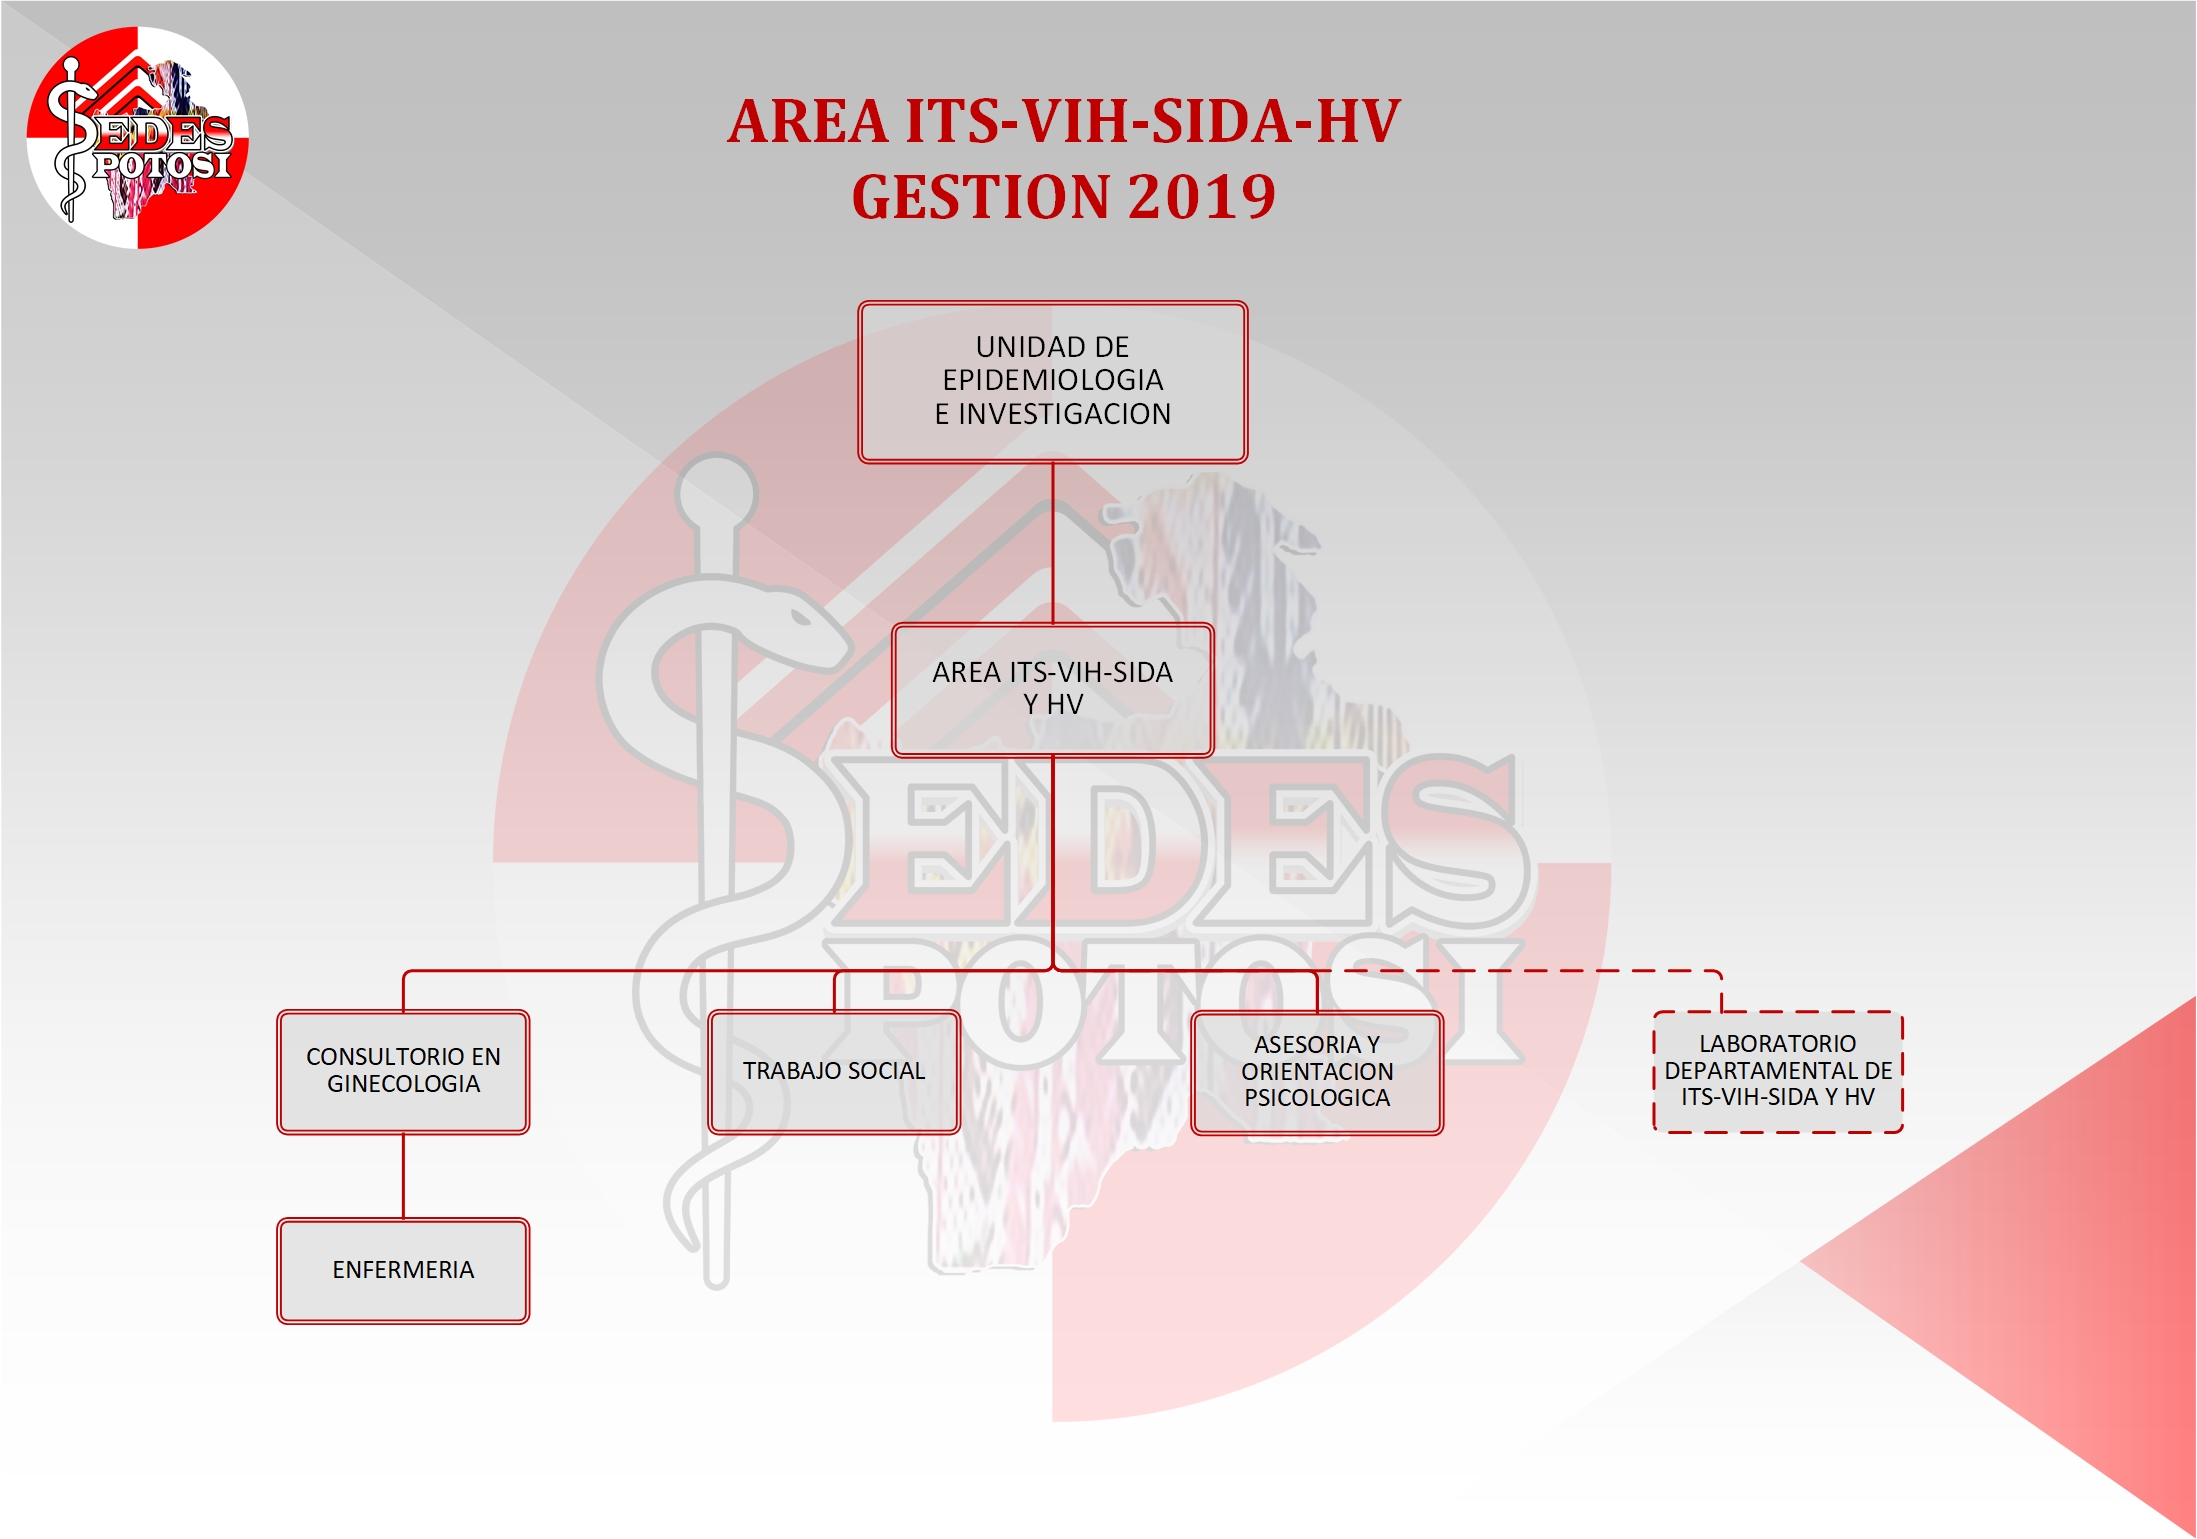 SEDES
POTOSI
AREA ITS-VIH-SIDA-HV
GESTION 2019
UNIDAD DE
EPIDEMIOLOGIA
E INVESTIGACION
AREA ITS-VIH-SIDA
Y HV
SEDES
POTOSI
CONSULTORIO EN
GINECOLOGIA
TRABAJO SOCIAL
ASESORIA Y
ORIENTACION
PSICOLOGICA
LABORATORIO
DEPARTAMENTAL DE
ITS-VIH-SIDA Y HV
ENFERMERIA